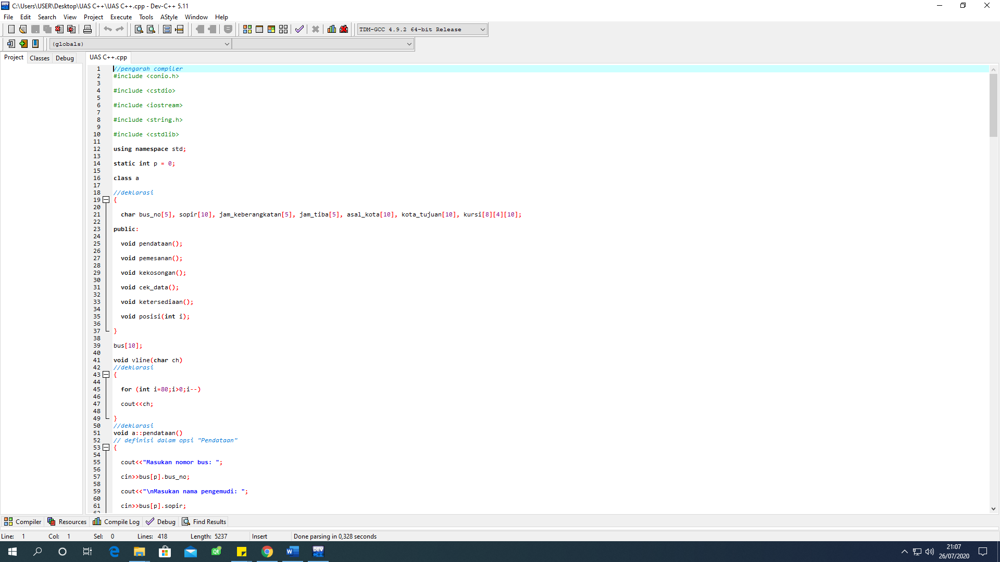 C:\Users\USER\Desktop\UAS C++\UAS C++.cpp - Dev-C++ 5.11
File Edit Search View Project Execute Tools AStyle Window Help
TDM-GCC 4.9.2 64-bit Release
(globals)
Project Classes Debug
UAS C++.cpp
1 //pengarah compiler
2 #include <conio.h>
3
4 #include <cstdio>
5
6 #include <iostream>
7
8 #include <string.h>
9
10 #include <cstdlib>
11
12 using namespace std;
13
14 static int p = 0;
15
16 class a
17
18 //deklarasi
19 {
20
21 char bus_no[5], sopir[10], jam_keberangkatan[5], jam_tiba[5], asal_kota[10], kota_tujuan[10], kursi[8][4][10];
22
23 public:
24
25 void pendataan();
26
27 void pemesanan();
28
29 void kekosongan();
30
31 void cek_data();
32
33 void ketersediaan();
34
35 void posisi(int i);
36
37 }
38
39 bus[10];
40
41 void vline(char ch)
42 //deklarasi
43 {
44
45 for (int i=80;i>0;i--)
46
47 cout<<ch;
48
49 }
50 //deklarasi
51 void a::pendataan()
52 // definisi dalam opsi "Pendataan"
53 {
54
55 cout<<"Masukan nomor bus: ";
56
57 cin>>bus[p].bus_no;
58
59 cout<<"\nMasukan nama pengemudi: ";
60
61 cin>>bus[p].sopir;
Compiler Resources Compile Log Debug Find Results
Line: 1 Col: 1 Sel: 0 Lines: 418 Length: 5237 Insert Done parsing in 0,328 seconds
21:07
26/07/2020